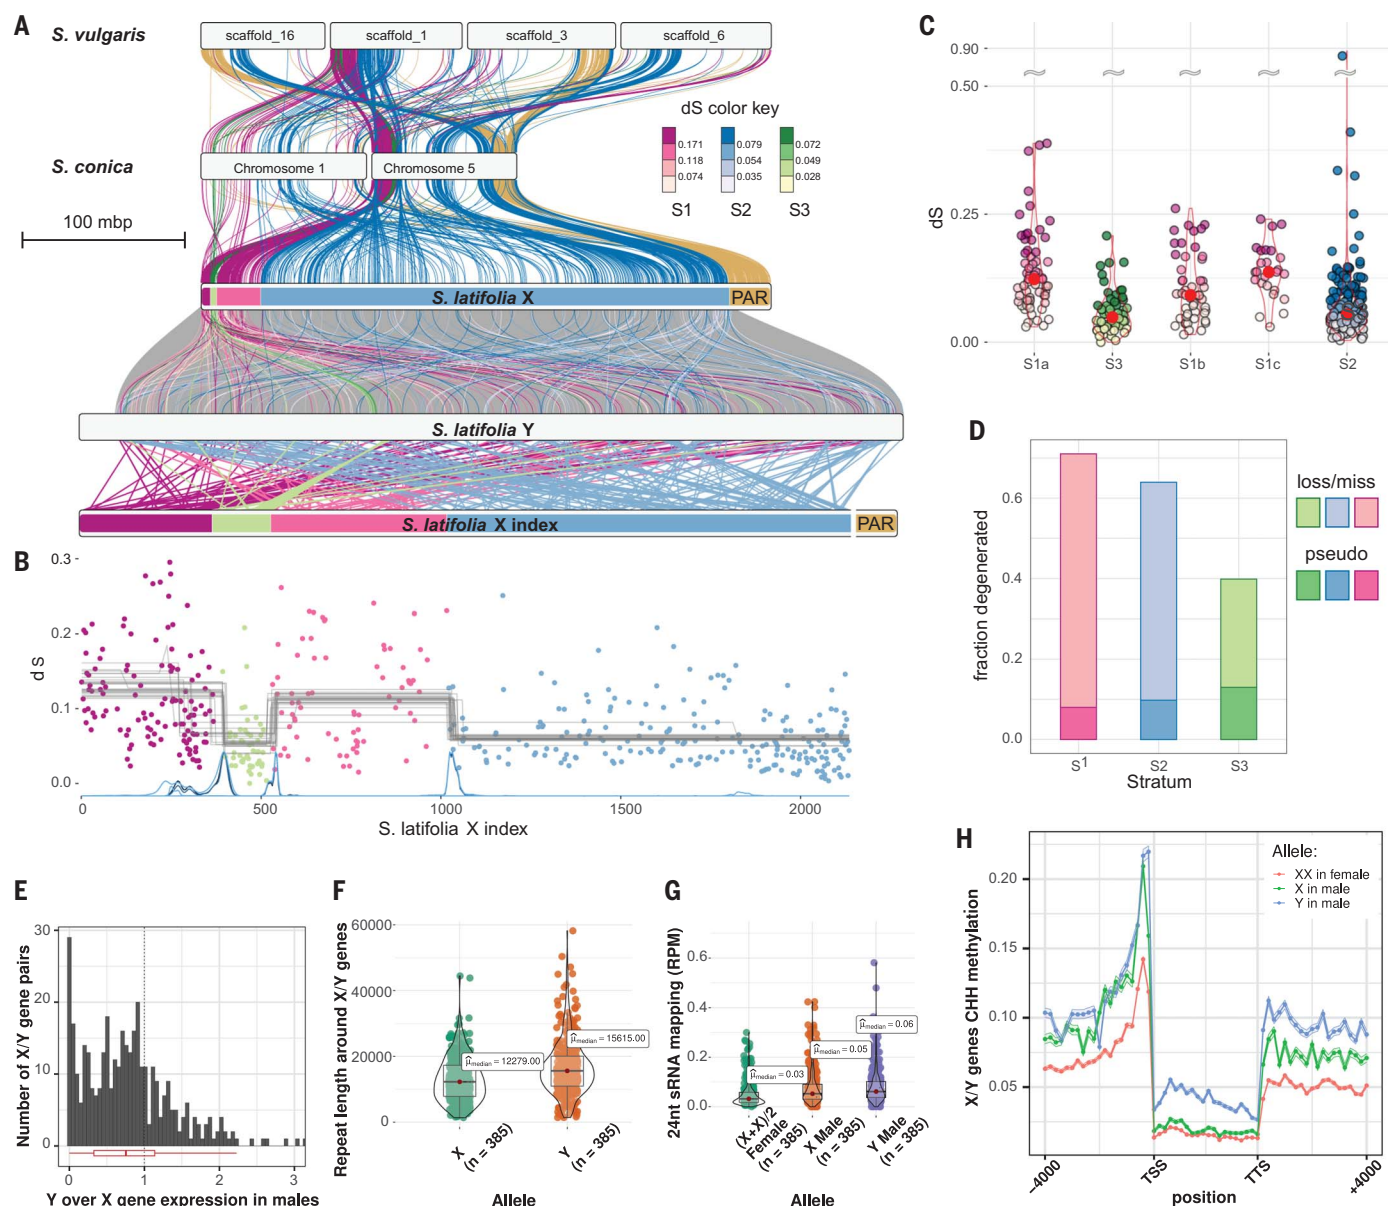 A
S. vulgaris
scaffold_16
scaffold_1
scaffold_3
scaffold_6
dS color key
0.171
0.118
0.074
0.079
0.054
0.035
0.072
0.049
0.028
S1
S2
S3
S. conica
Chromosome 1
Chromosome 5
100 mbp
S. latifolia X
PAR
S. latifolia Y
S. latifolia X index
PAR
B
0.3
0.2
0.1
0.0
dS
0
500
1000
1500
2000
S. latifolia X index
C
0.90
0.50
0.25
0.00
dS
S1a
S3
S1b
S1c
S2
D
fraction degenerated
0.6
0.4
0.2
0.0
S1
S2
S3
Stratum
loss/miss
pseudo
E
Number of X/Y gene pairs
30
20
10
0
0
1
2
3
Y over X gene expression in males
F
Repeat length around X/Y genes
60000
40000
20000
0
μ̂median = 12279.00
μ̂median = 15615.00
X
(n = 385)
Y
(n = 385)
Allele
G
24nt sRNA mapping (RPM)
0.6
0.4
0.2
0.0
μ̂median = 0.03
μ̂median = 0.05
μ̂median = 0.06
(X+X)/2
Female
(n = 385)
X Male
(n = 385)
Y Male
(n = 385)
Allele
H
X/Y genes CHH methylation
0.20
0.15
0.10
0.05
Allele:
XX in female
X in male
Y in male
−4000
TSS
TTS
+4000
position